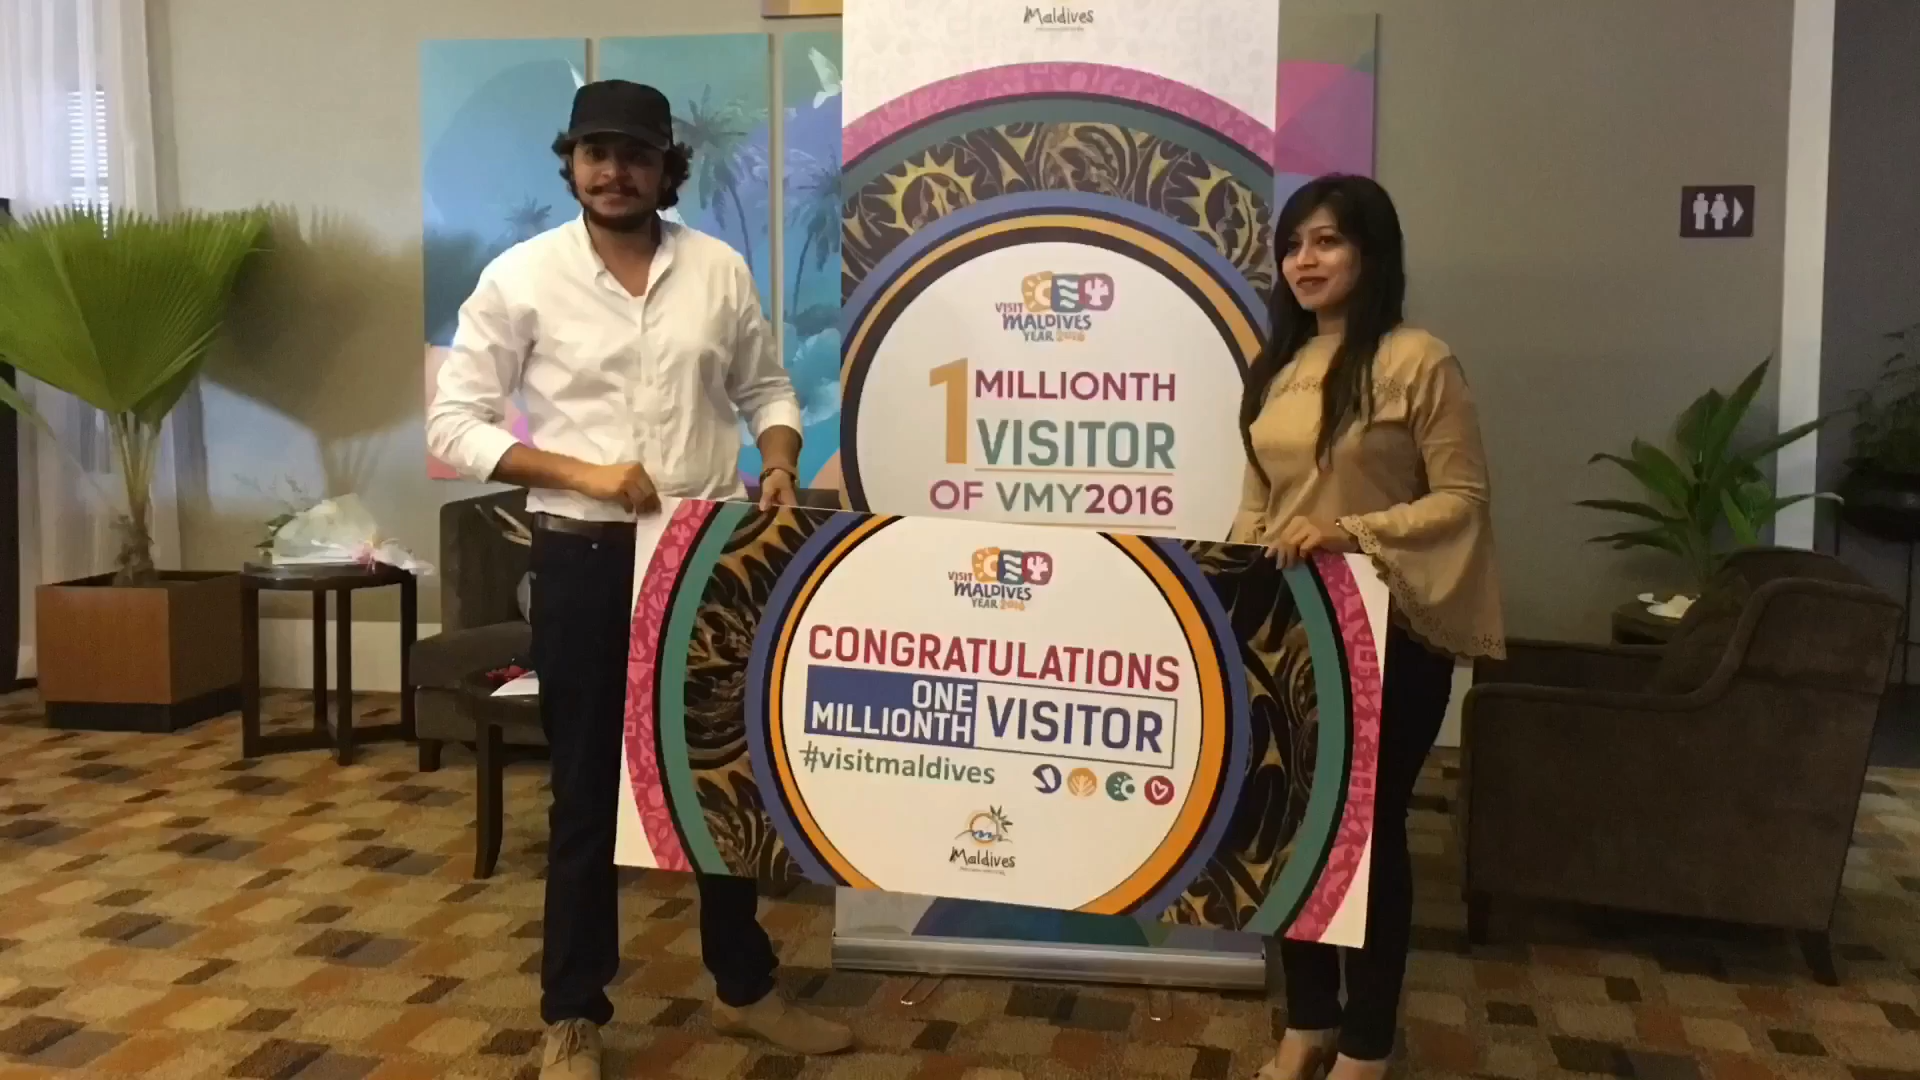 Maldives
VISIT
MALDIVES
YEAR 2016
1 MILLIONTH
VISITOR
OF VMY2016
VISIT
MALDIVES
YEAR 2016
CONGRATULATIONS
ONE
MILLIONTH
VISITOR
#visitmaldives
Maldives